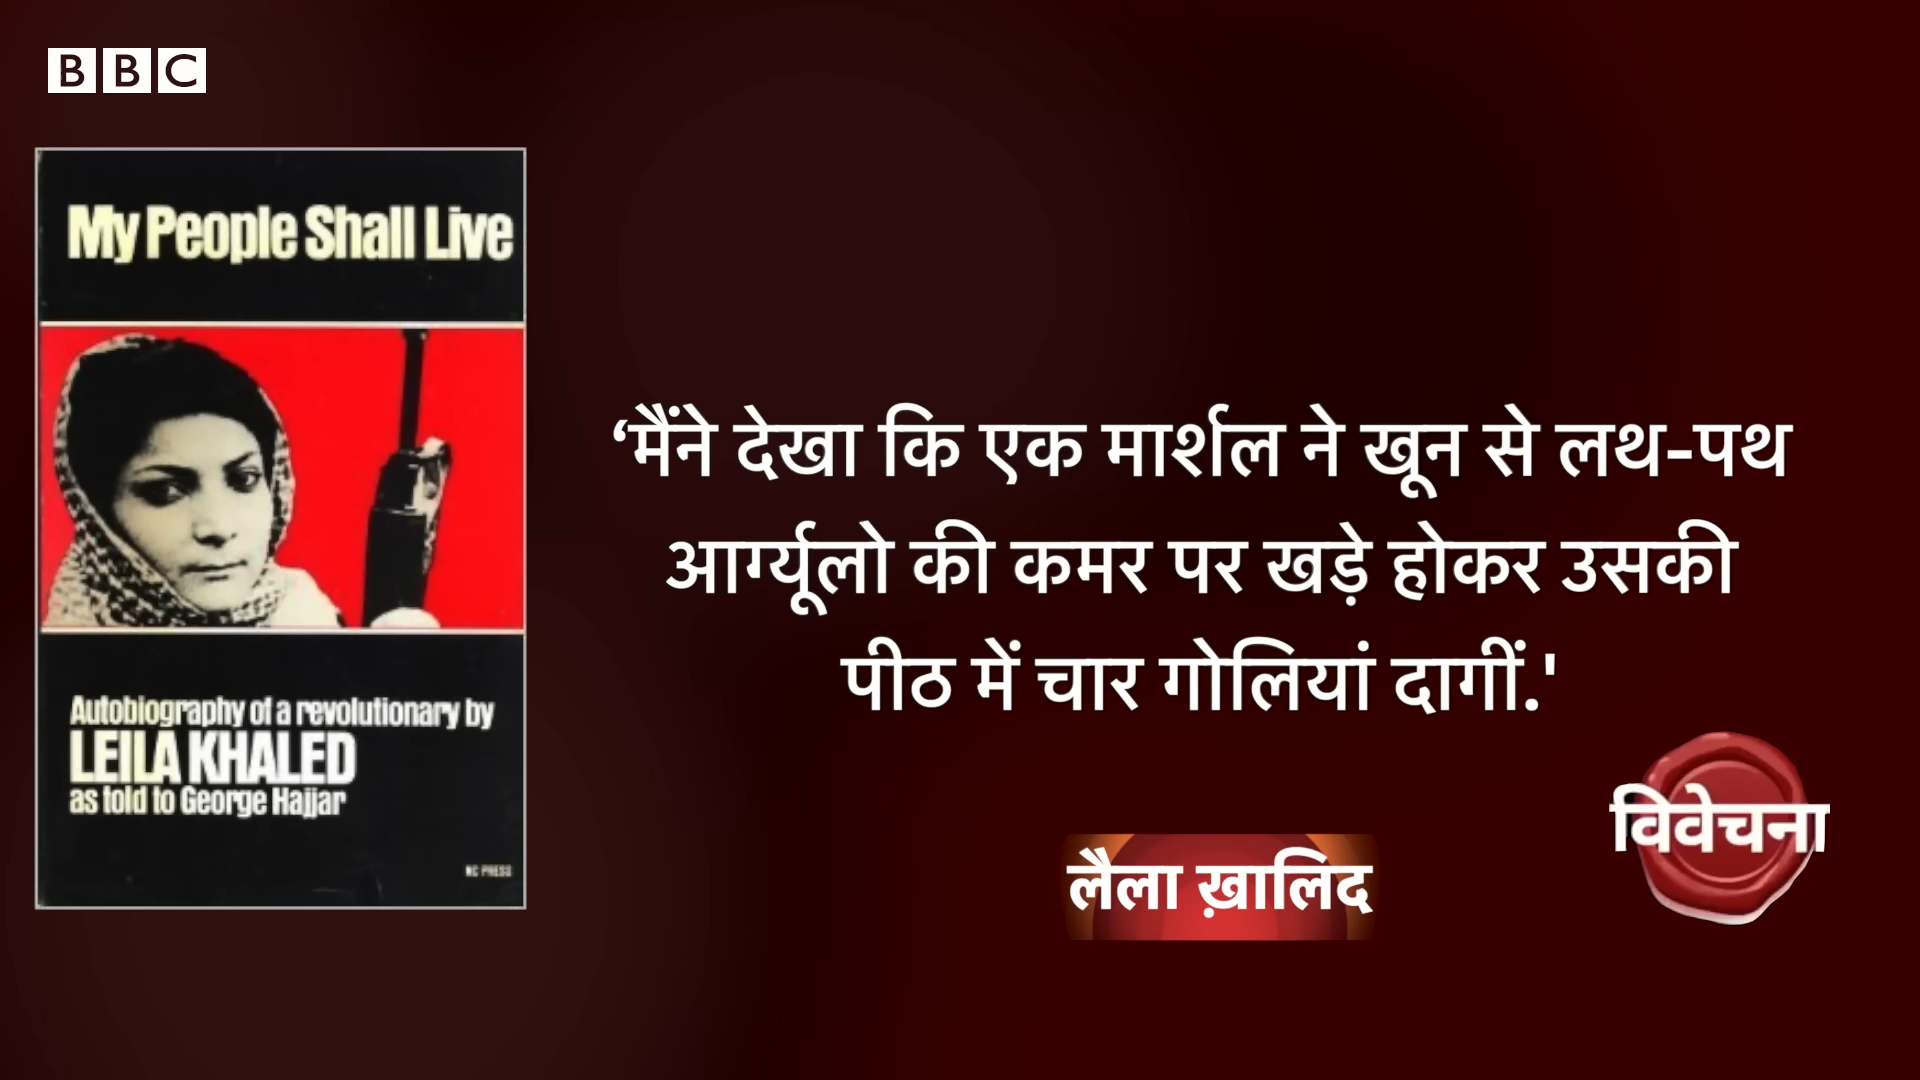 BBC
My People Shall Live
Autobiography of a revolutionary by
LEILA KHALED
as told to George Hajjar
NC PRESS
‘मैंने देखा कि एक मार्शल ने खून से लथ-पथ
आर्ग्यूलो की कमर पर खड़े होकर उसकी
पीठ में चार गोलियां दागीं.'
लैला ख़ालिद
विवेचना